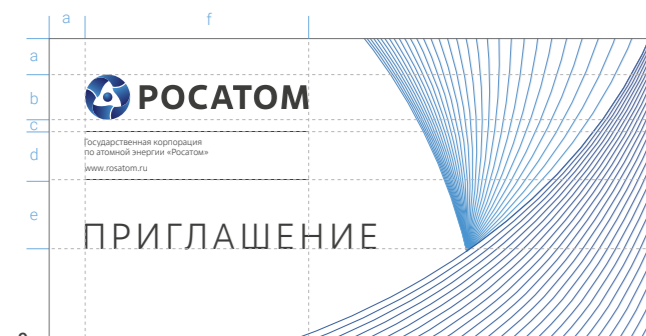 a f
a
b
РОСАТОМ
c
d
Государственная корпорация
по атомной энергии «Росатом»
www.rosatom.ru
e
ПРИГЛАШЕНИЕ